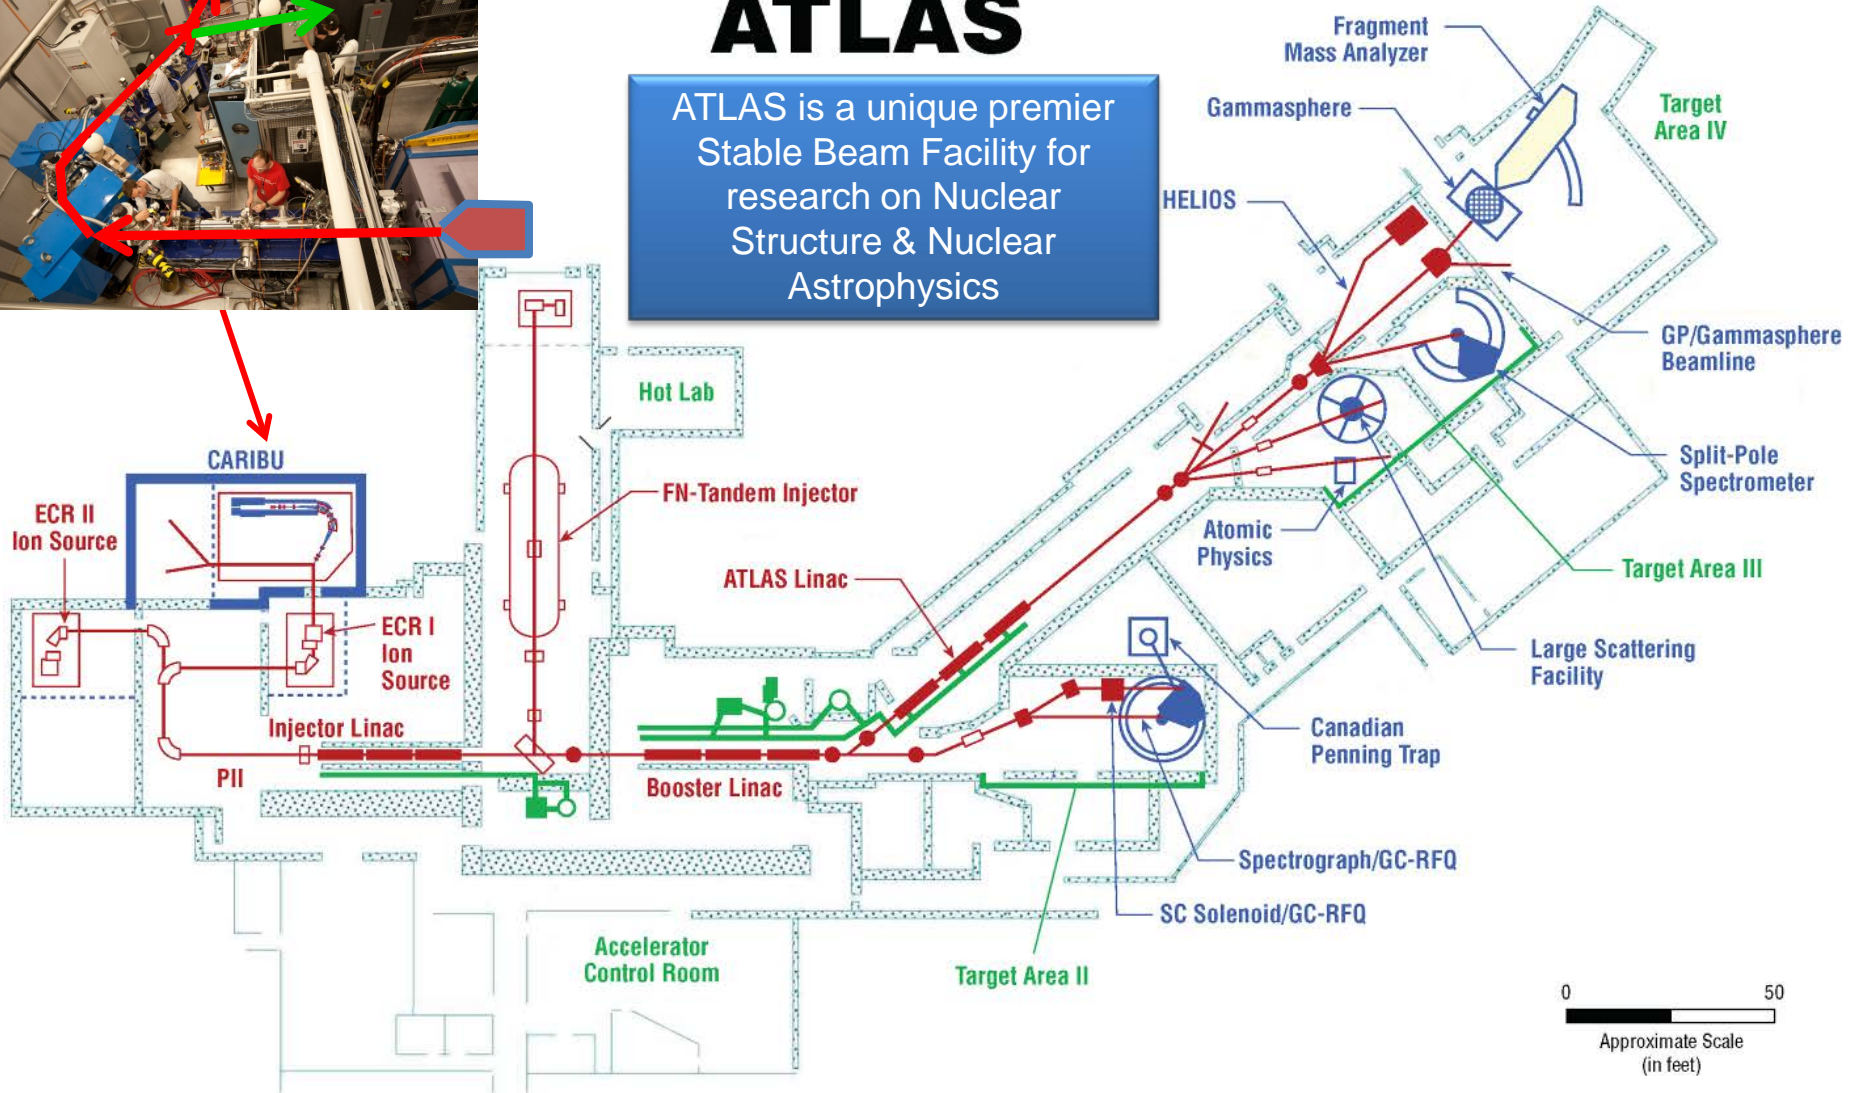 ATLAS
ATLAS is a unique premier
Stable Beam Facility for
research on Nuclear
Structure & Nuclear
Astrophysics
Fragment
Mass Analyzer
Gammasphere
Target
Area IV
HELIOS
GP/Gammasphere
Beamline
Hot Lab
CARIBU
Split-Pole
Spectrometer
FN-Tandem Injector
ECR II
Ion Source
Atomic
Physics
ATLAS Linac
Target Area III
ECR I
Ion
Source
Large Scattering
Facility
Injector Linac
Canadian
Penning Trap
PII
Booster Linac
Spectrograph/GC-RFQ
SC Solenoid/GC-RFQ
Accelerator
Control Room
Target Area II
0 50
Approximate Scale
(in feet)